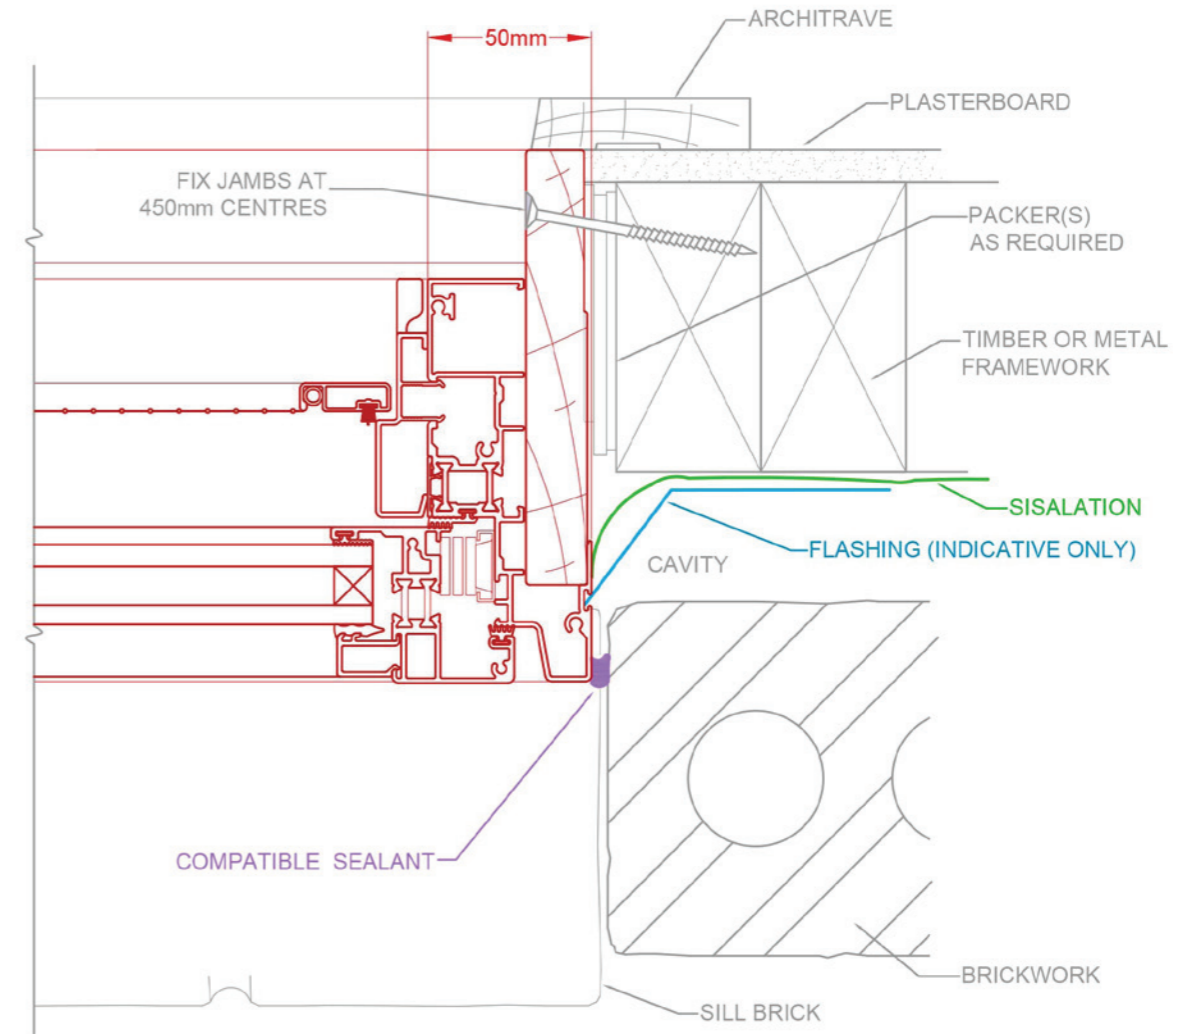 ARCHITRAVE
50mm
PLASTERBOARD
FIX JAMBS AT
450mm CENTRES
PACKER(S)
AS REQUIRED
TIMBER OR METAL
FRAMEWORK
SISALATION
FLASHING (INDICATIVE ONLY)
CAVITY
COMPATIBLE SEALANT
BRICKWORK
SILL BRICK